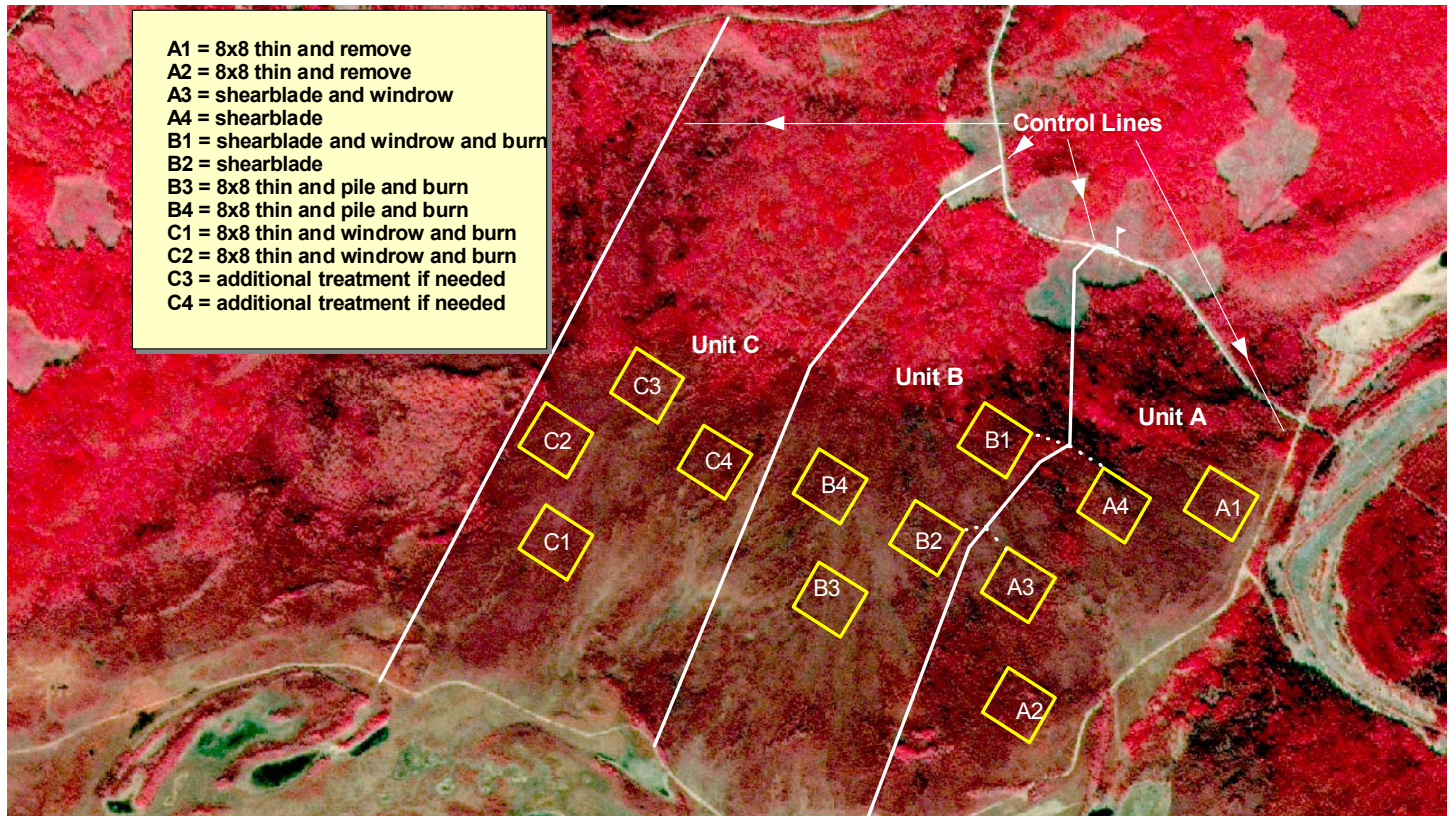 A1 = 8x8 thin and remove
A2 = 8x8 thin and remove
A3 = shearblade and windrow
A4 = shearblade
B1 = shearblade and windrow and burn
B2 = shearblade
B3 = 8x8 thin and pile and burn
B4 = 8x8 thin and pile and burn
C1 = 8x8 thin and windrow and burn
C2 = 8x8 thin and windrow and burn
C3 = additional treatment if needed
C4 = additional treatment if needed
Control Lines
Unit C
Unit B
Unit A
C3
C2
C4
C1
B1
B4
B2
B3
A4
A1
A3
A2